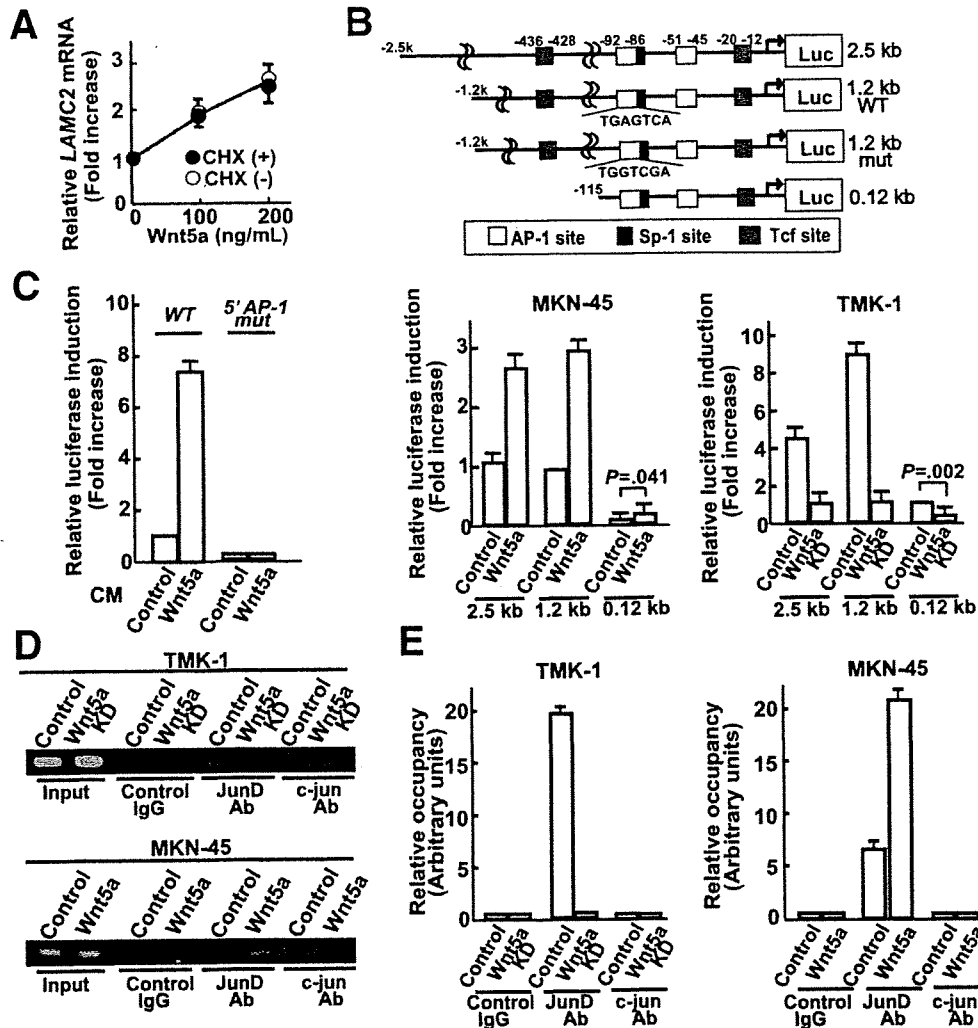 A
Relative LAMC2 mRNA
(Fold increase)
3
2
1
0
CHX (+)
CHX (-)
0 100 200
Wnt5a (ng/mL)
B
-2.5k -436 -428 -92 -86 -51 -45 -20 -12 Luc 2.5 kb
-1.2k Luc 1.2 kb WT
TGAGTCA
-1.2k Luc 1.2 kb mut
TGGTCGA
-115 Luc 0.12 kb
AP-1 site Sp-1 site Tcf site
C
Relative luciferase induction
(Fold increase)
10
8
6
4
2
0
WT 5' AP-1 mut
CM Control Wnt5a Control Wnt5a
MKN-45
Relative luciferase induction
(Fold increase)
3
2
1
0
P=.041
Control Wnt5a Control Wnt5a Control Wnt5a
2.5 kb 1.2 kb 0.12 kb
TMK-1
Relative luciferase induction
(Fold increase)
10
8
6
4
2
0
P=.002
Control Wnt5a KD Control Wnt5a KD Control Wnt5a KD
2.5 kb 1.2 kb 0.12 kb
D
TMK-1
Control Wnt5a KD Control Wnt5a KD Control Wnt5a KD Control Wnt5a KD
Input Control IgG JunD Ab c-jun Ab
MKN-45
Control Wnt5a Control Wnt5a Control Wnt5a Control Wnt5a
Input Control IgG JunD Ab c-jun Ab
E
TMK-1
Relative occupancy
(Arbitrary units)
20
15
10
5
0
Control Wnt5a KD Control Wnt5a KD Control Wnt5a KD
Control IgG JunD Ab c-jun Ab
MKN-45
Relative occupancy
(Arbitrary units)
20
15
10
5
0
Control Wnt5a Control Wnt5a Control Wnt5a
Control IgG JunD Ab c-jun Ab